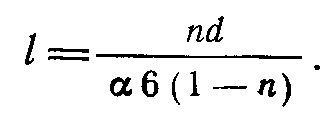 l = nd / α 6 (1 — n) .